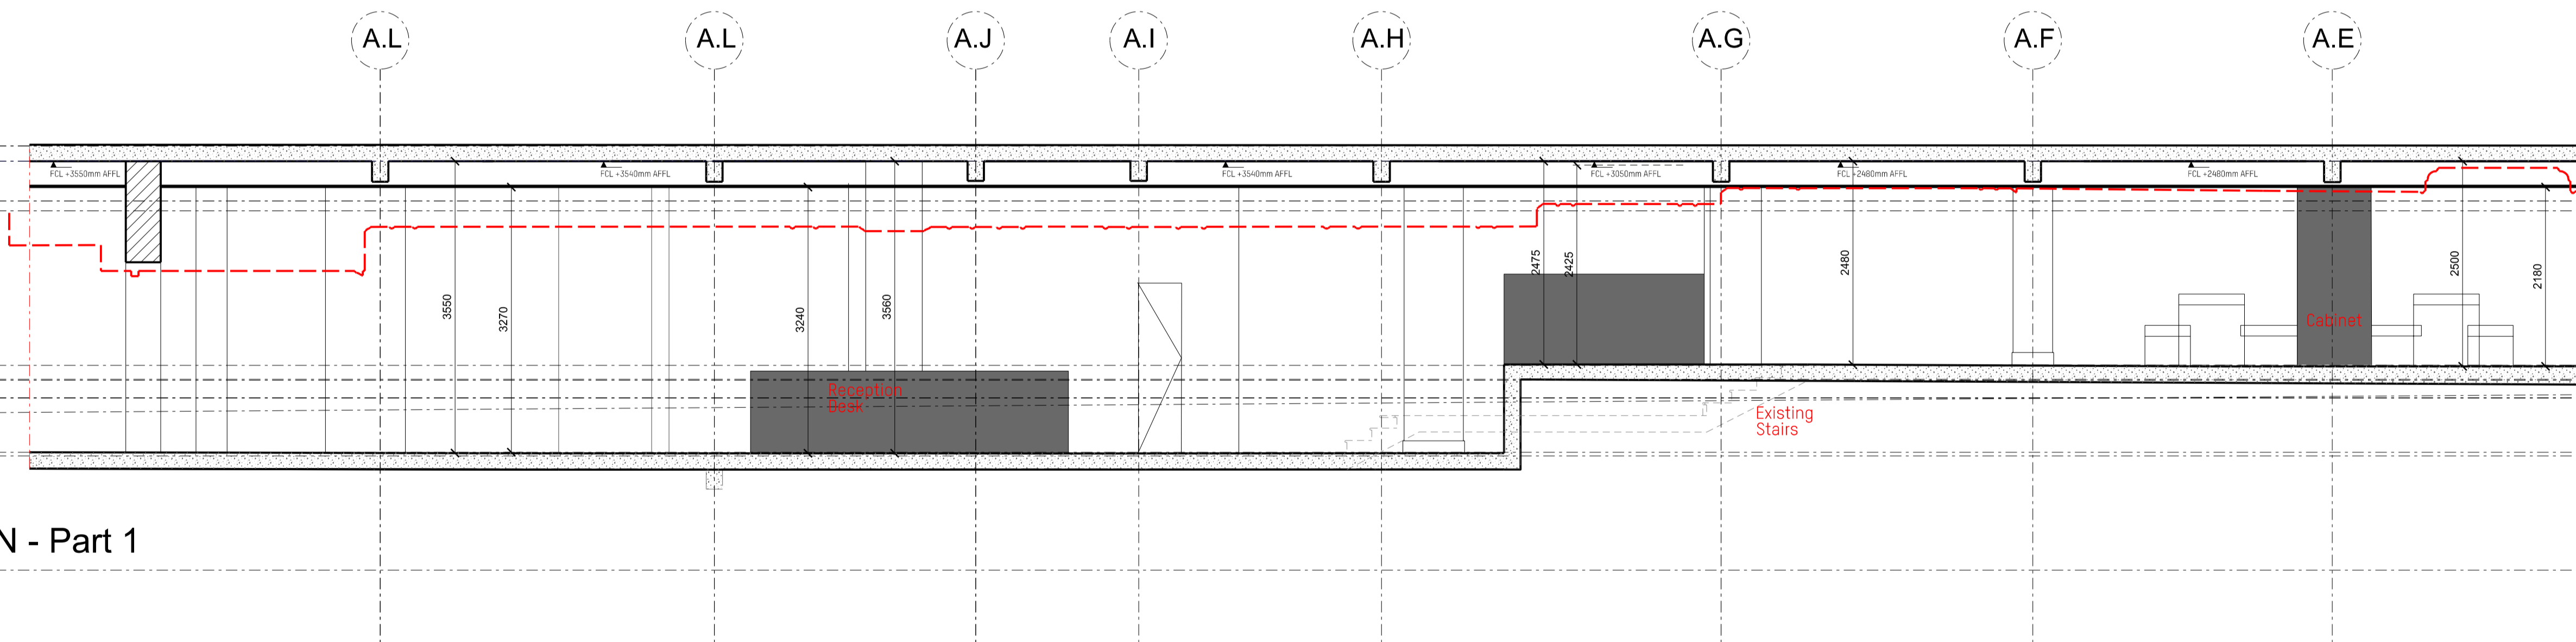 A.L
A.L
A.J
A.I
A.H
A.G
A.F
A.E
FCL +3550mm AFFL
FCL +3540mm AFFL
FCL +3540mm AFFL
FCL +3050mm AFFL
FCL +2480mm AFFL
FCL +2480mm AFFL
3550
3270
3240
3560
2475
2425
2480
2500
2180
Cabinet
Reception
Desk
Existing
Stairs
N - Part 1